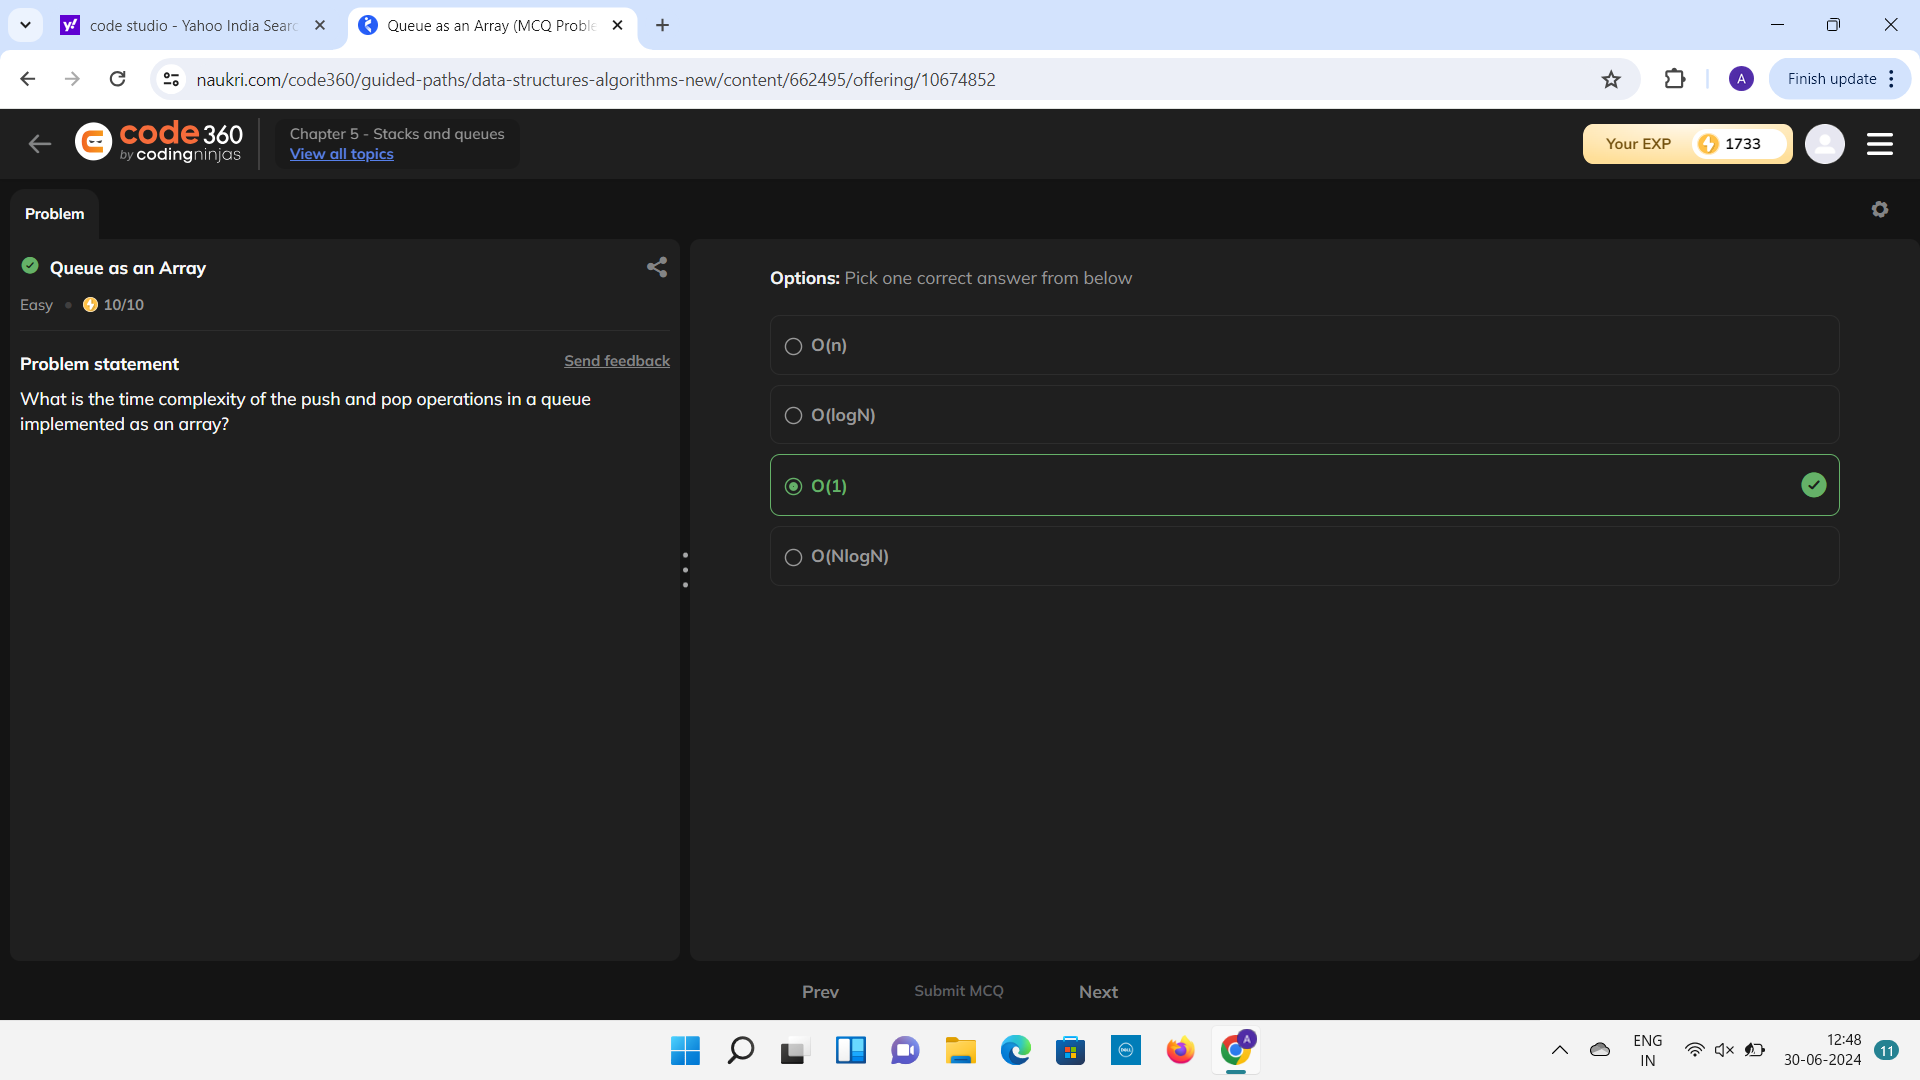 code studio - Yahoo India Searc
Queue as an Array (MCQ Proble
naukri.com/code360/guided-paths/data-structures-algorithms-new/content/662495/offering/10674852
A
Finish update
code 360
by codingninjas
Chapter 5 - Stacks and queues
View all topics
Your EXP 1733
Problem
Queue as an Array
Easy • 10/10
Problem statement
Send feedback
What is the time complexity of the push and pop operations in a queue
implemented as an array?
Options: Pick one correct answer from below
O(n)
O(logN)
O(1)
O(NlogN)
Prev
Submit MCQ
Next
DELL
A
ENG
IN
12:48
30-06-2024
11